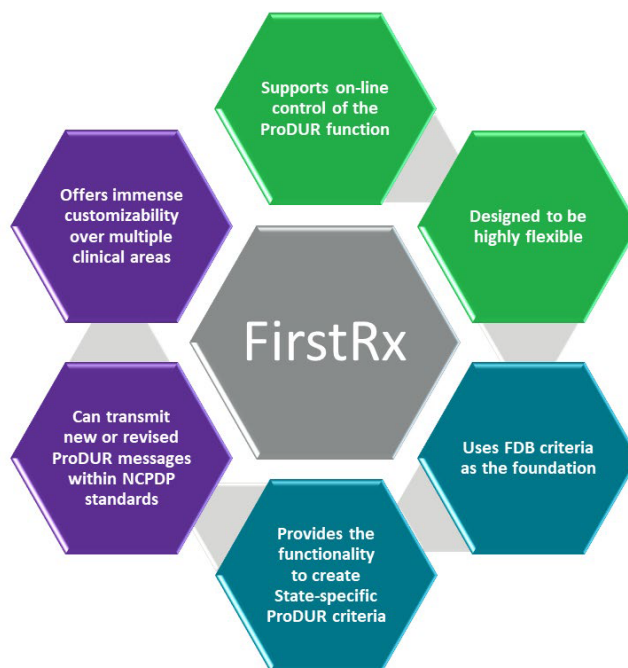 Supports on-line
control of the
ProDUR function
Designed to be
highly flexible
Uses FDB criteria
as the foundation
Provides the
functionality
to create
State-specific
ProDUR criteria
Can transmit
new or revised
ProDUR messages
within NCPDP
standards
Offers immense
customizability
over multiple
clinical areas
FirstRx